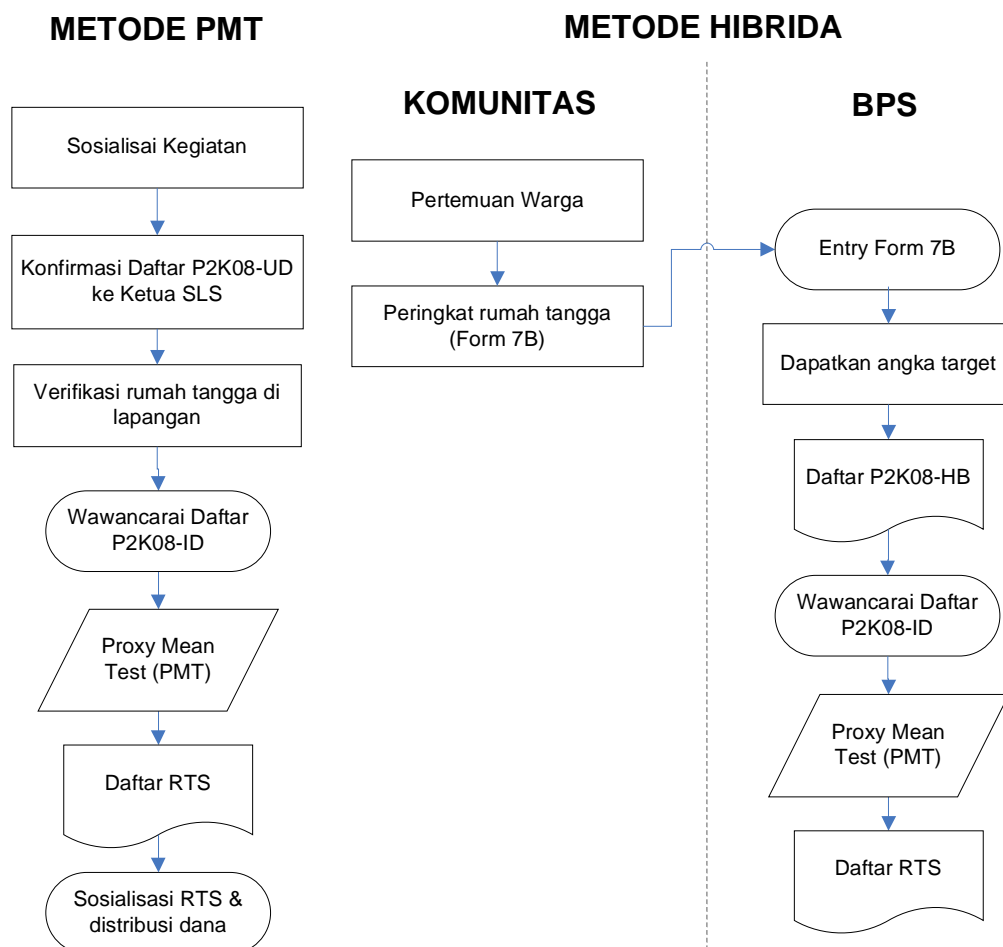 METODE PMT
METODE HIBRIDA
KOMUNITAS
BPS
Sosialisai Kegiatan
Konfirmasi Daftar P2K08-UD
ke Ketua SLS
Verifikasi rumah tangga di
lapangan
Wawancarai Daftar
P2K08-ID
Proxy Mean
Test (PMT)
Daftar RTS
Sosialisasi RTS &
distribusi dana
Pertemuan Warga
Peringkat rumah tangga
(Form 7B)
Entry Form 7B
Dapatkan angka target
Daftar P2K08-HB
Wawancarai Daftar
P2K08-ID
Proxy Mean
Test (PMT)
Daftar RTS